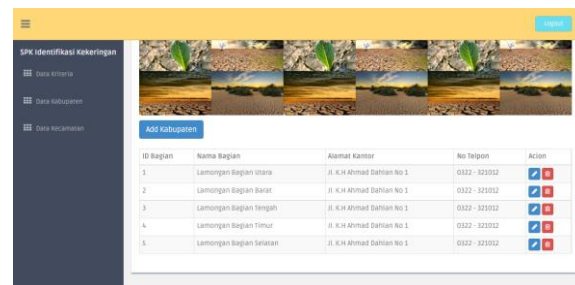 Logout
SPK Identifikasi Kekeringan
Data Kriteria
Data Kabupaten
Data Kecamatan
Add Kabupaten
ID Bagian Nama Bagian Alamat Kantor No Telpon Acion
1 Lamongan Bagian Utara Jl. K.H Ahmad Dahlan No 1 0322 - 321012
2 Lamongan Bagian Barat Jl. K.H Ahmad Dahlan No 1 0322 - 321012
3 Lamongan Bagian Tengah Jl. K.H Ahmad Dahlan No 1 0322 - 321012
4 Lamongan Bagian Timur Jl. K.H Ahmad Dahlan No 1 0322 - 321012
5 Lamongan Bagian Selatan Jl. K.H Ahmad Dahlan No 1 0322 - 321012